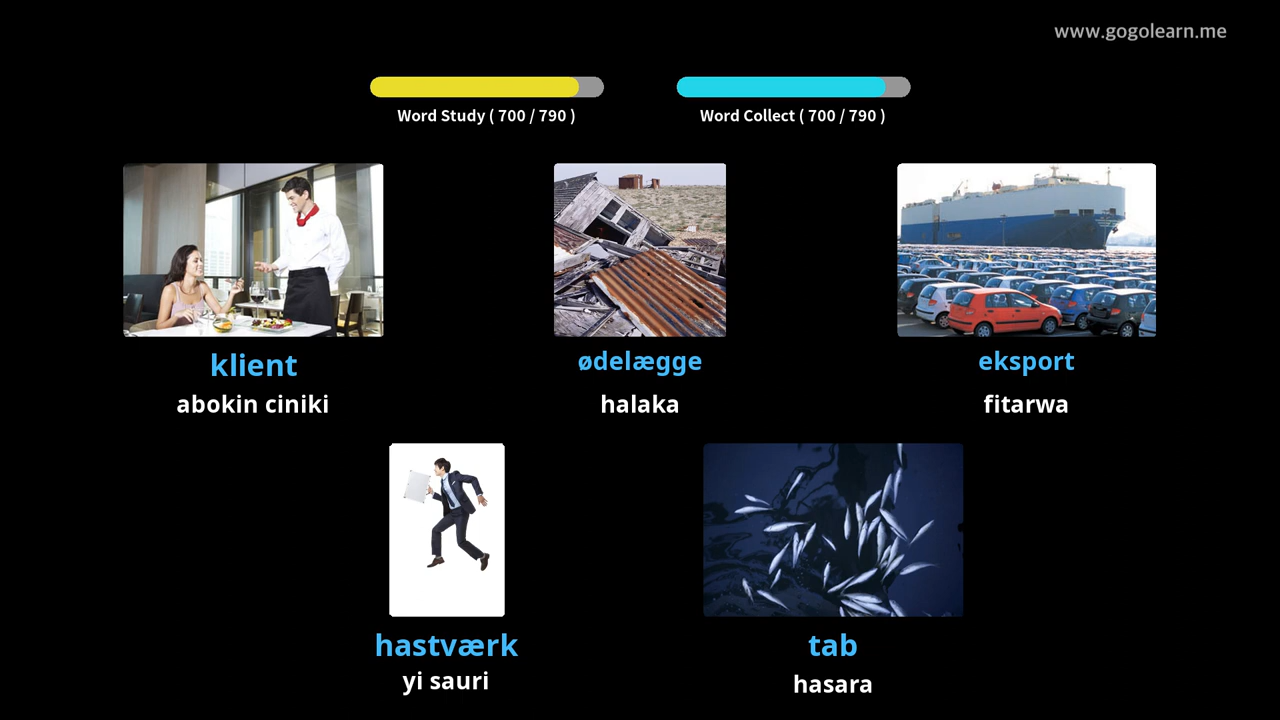 www.gogolearn.me
Word Study ( 700 / 790 )
Word Collect ( 700 / 790 )
klient
abokin ciniki
ødelægge
halaka
eksport
fitarwa
hastværk
yi sauri
tab
hasara